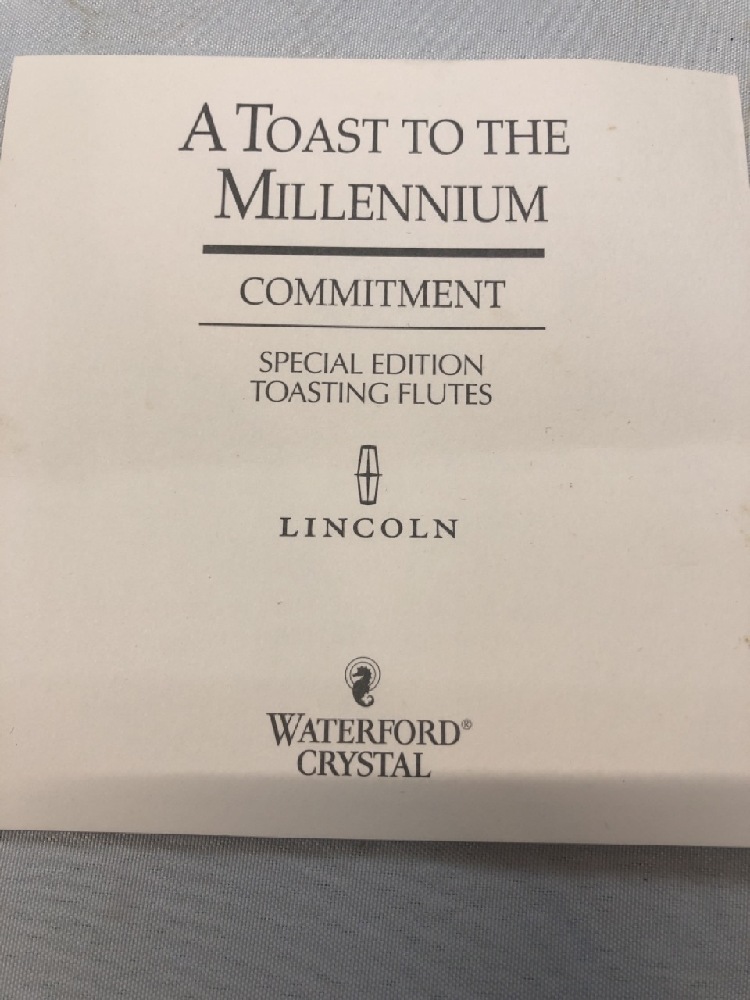 A TOAST TO THE
MILLENNIUM
COMMITMENT
SPECIAL EDITION
TOASTING FLUTES
LINCOLN
WATERFORD®
CRYSTAL